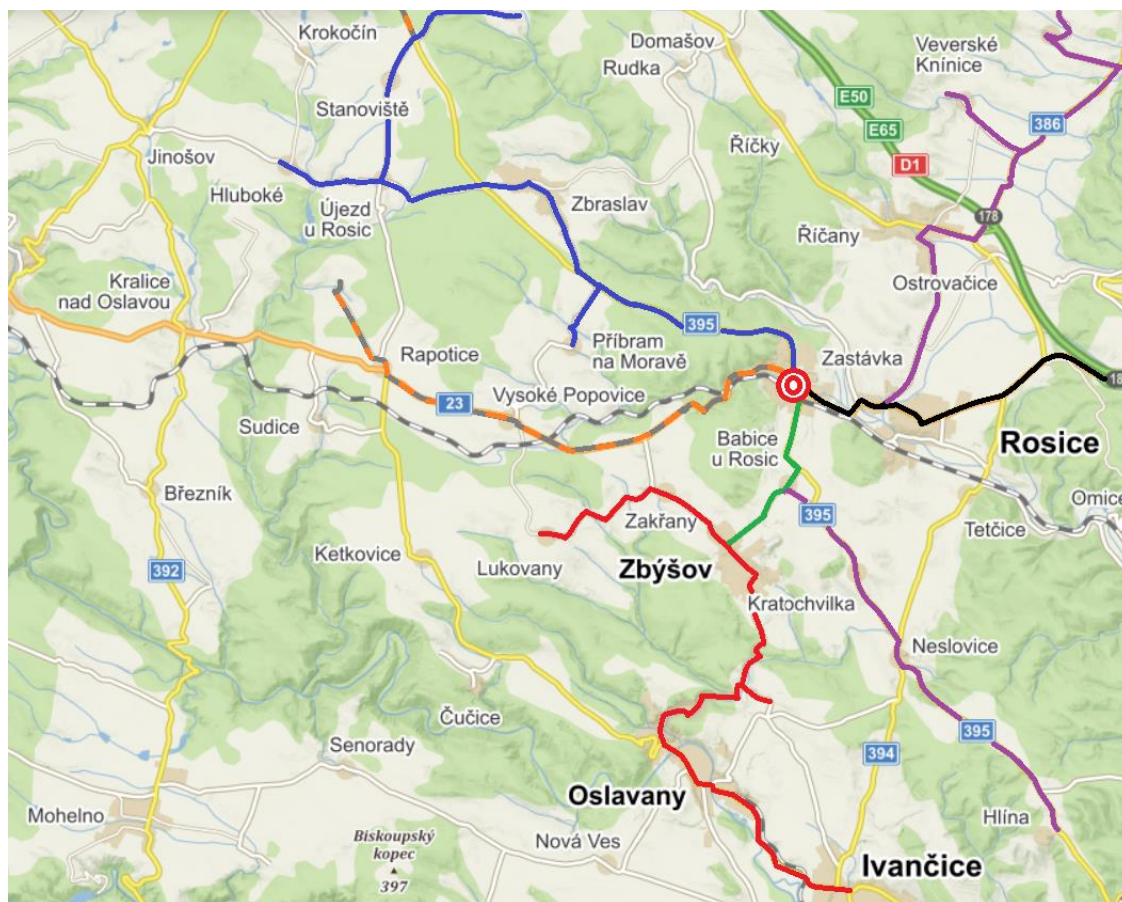 Krokočín
Domašov
Rudka
Veverské
Knínice
E50
E65
D1
386
Stanoviště
Říčky
Jinošov
Hluboké
Újezd
u Rosic
Zbraslav
178
Říčany
Ostrovačice
Kralice
nad Oslavou
395
Příbram
na Moravě
Rapotice
Zastávka
Vysoké Popovice
18
23
Sudice
Babice
u Rosic
Rosice
Březník
Zakřany
395
Omice
Tetčice
392
Ketkovice
Lukovany
Zbýšov
Kratochvilka
Neslovice
Čučice
395
394
Senorady
Oslavany
Mohelno
Biskoupský
kopec
397
Nová Ves
Hlína
Ivančice